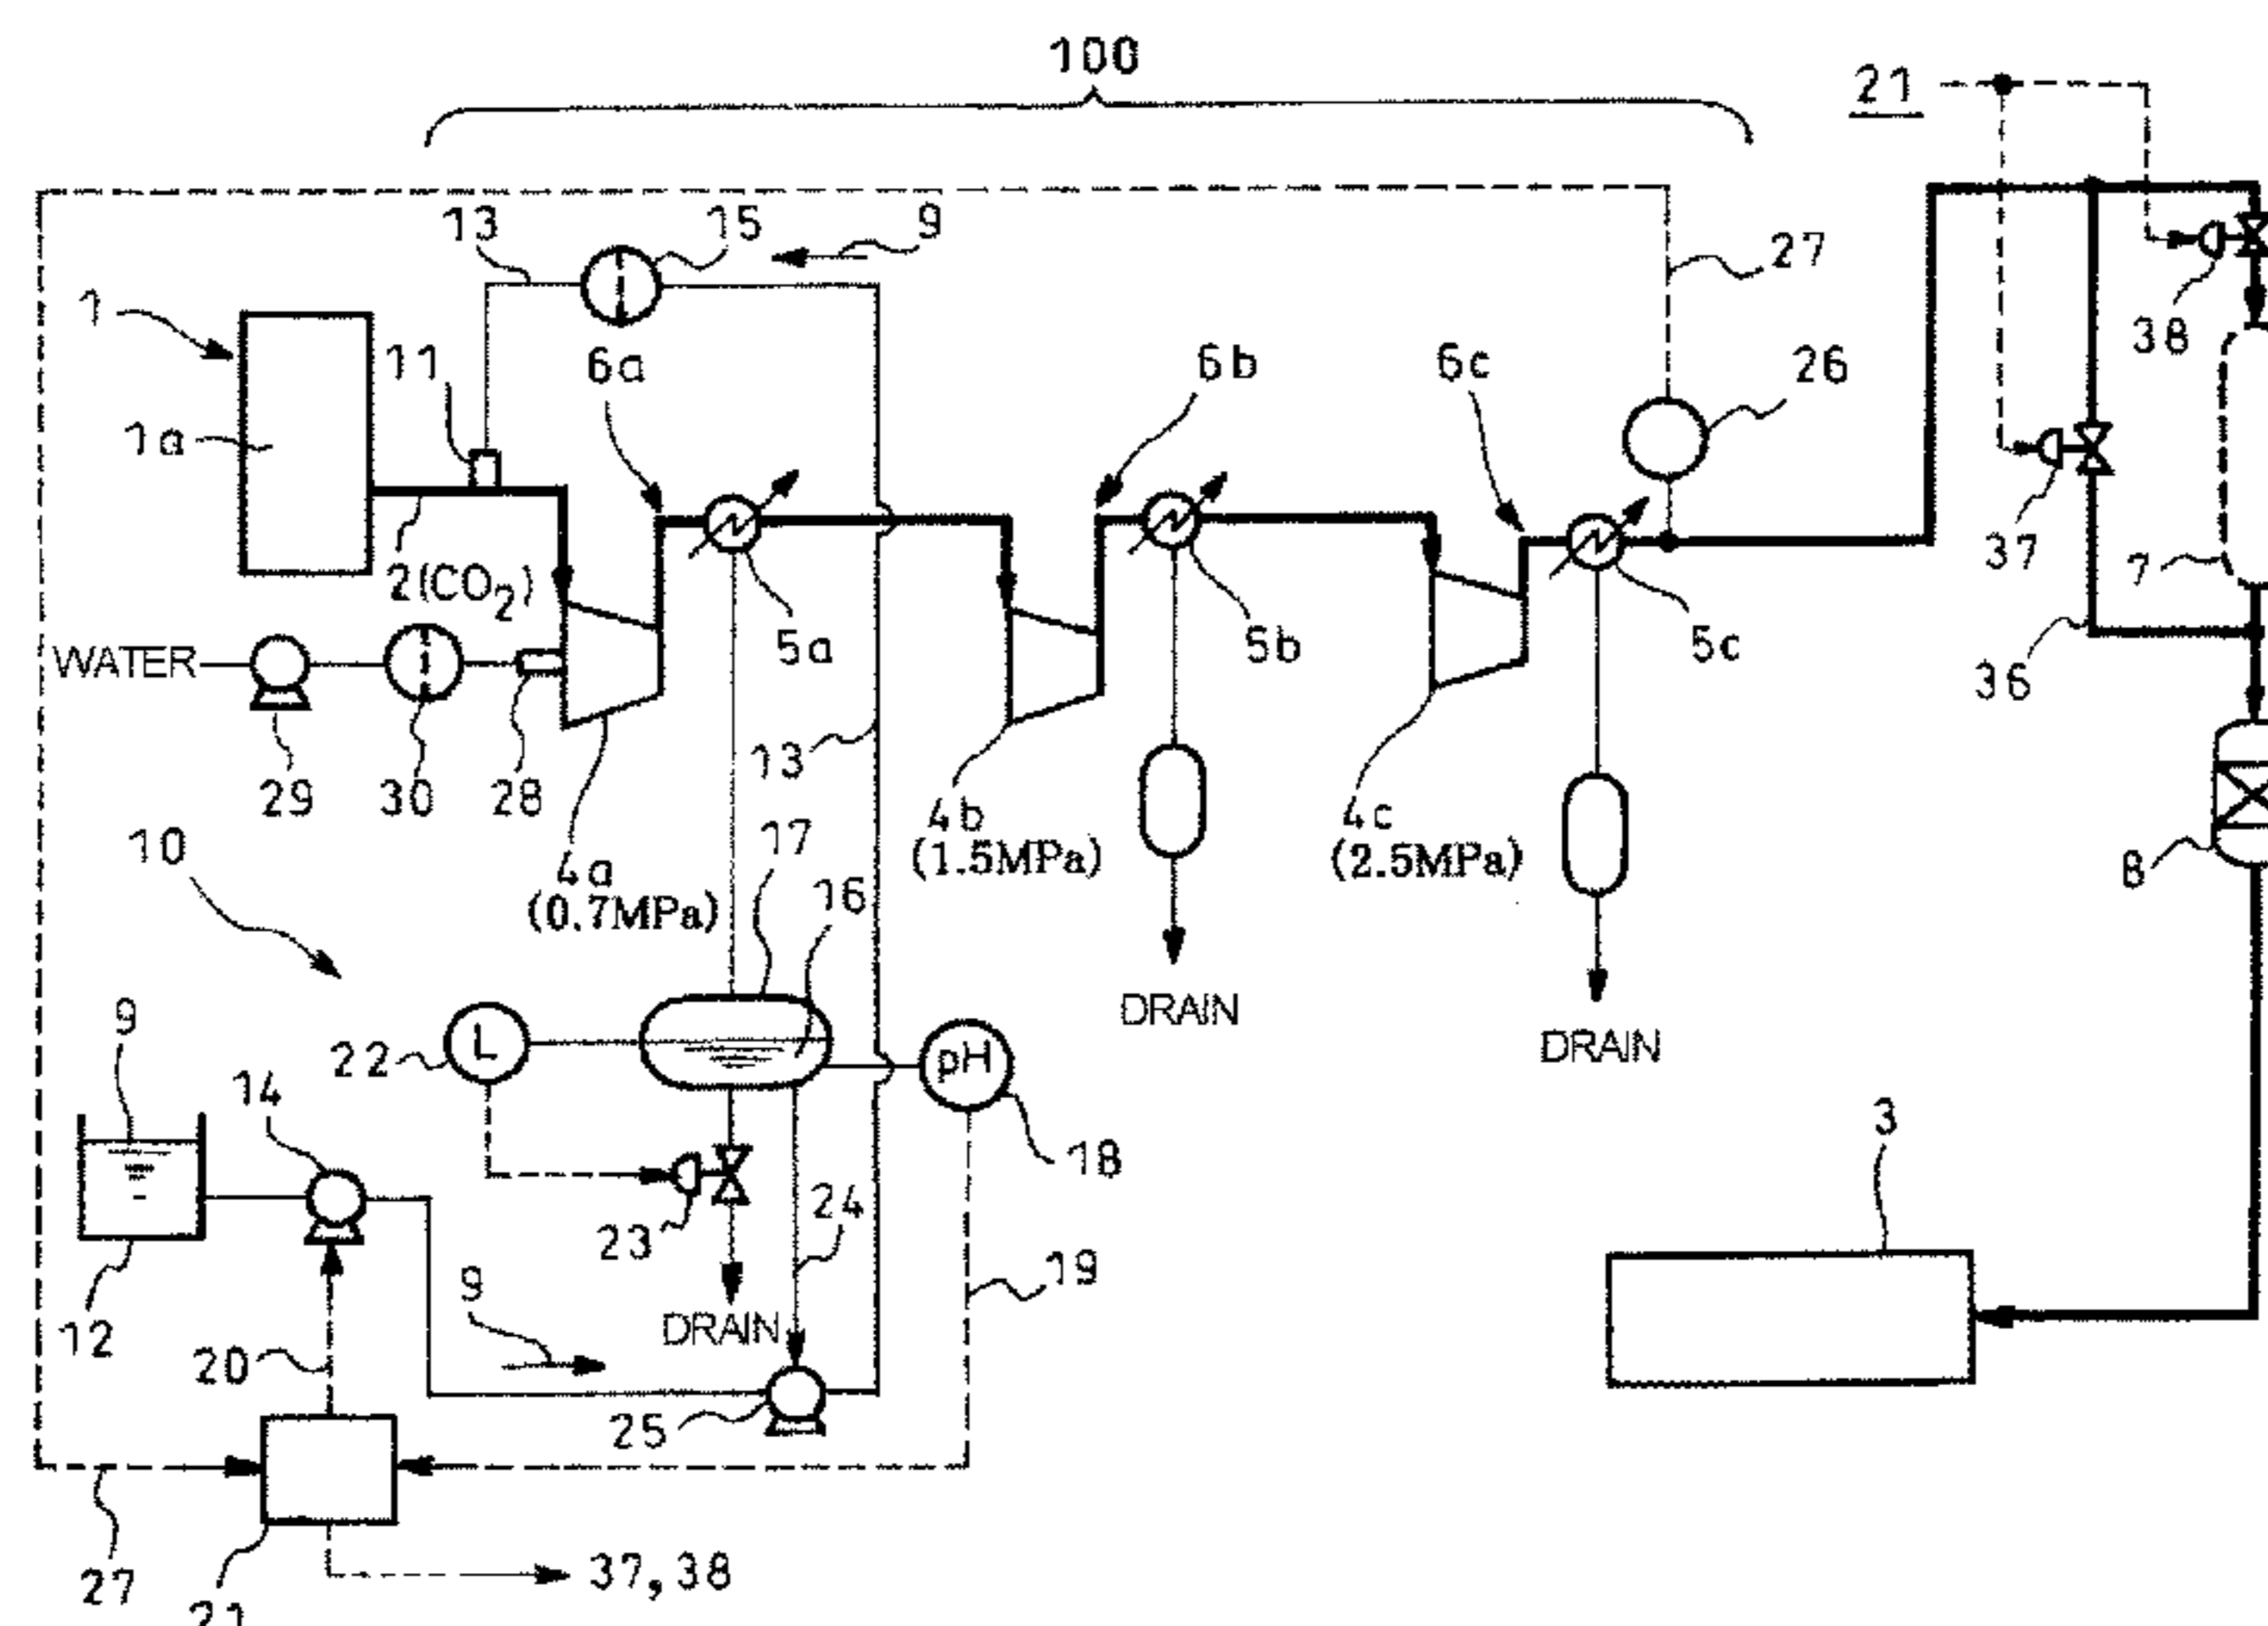 100
21
13
15
9
27
38
1
11
6a
6b
6c
26
1a
37
7
2(CO2)
5a
5b
5c
36
WATER
29
30
28
13
4a
(0.7MPa)
4b
(1.5MPa)
4c
(2.5MPa)
8
10
17
16
DRAIN
DRAIN
9
22
L
pH
14
18
3
23
24
12
20
9
DRAIN
19
25
27
21
37,38